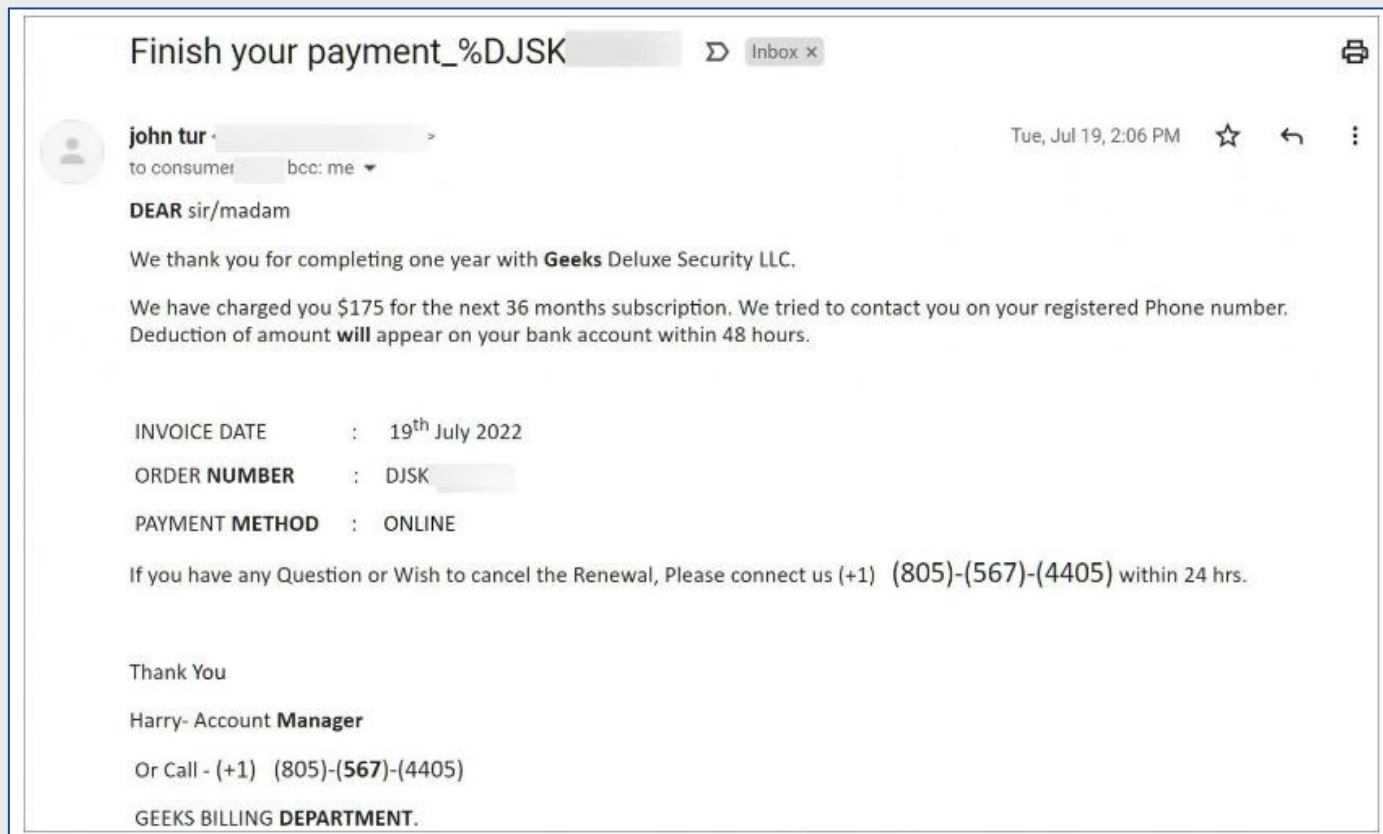 Finish your payment_%DJSK
Inbox ×
john tur
Tue, Jul 19, 2:06 PM
to consumer bcc: me
DEAR sir/madam
We thank you for completing one year with Geeks Deluxe Security LLC.
We have charged you $175 for the next 36 months subscription. We tried to contact you on your registered Phone number.
Deduction of amount will appear on your bank account within 48 hours.
INVOICE DATE : 19th July 2022
ORDER NUMBER : DJSK
PAYMENT METHOD : ONLINE
If you have any Question or Wish to cancel the Renewal, Please connect us (+1) (805)-(567)-(4405) within 24 hrs.
Thank You
Harry- Account Manager
Or Call - (+1) (805)-(567)-(4405)
GEEKS BILLING DEPARTMENT.